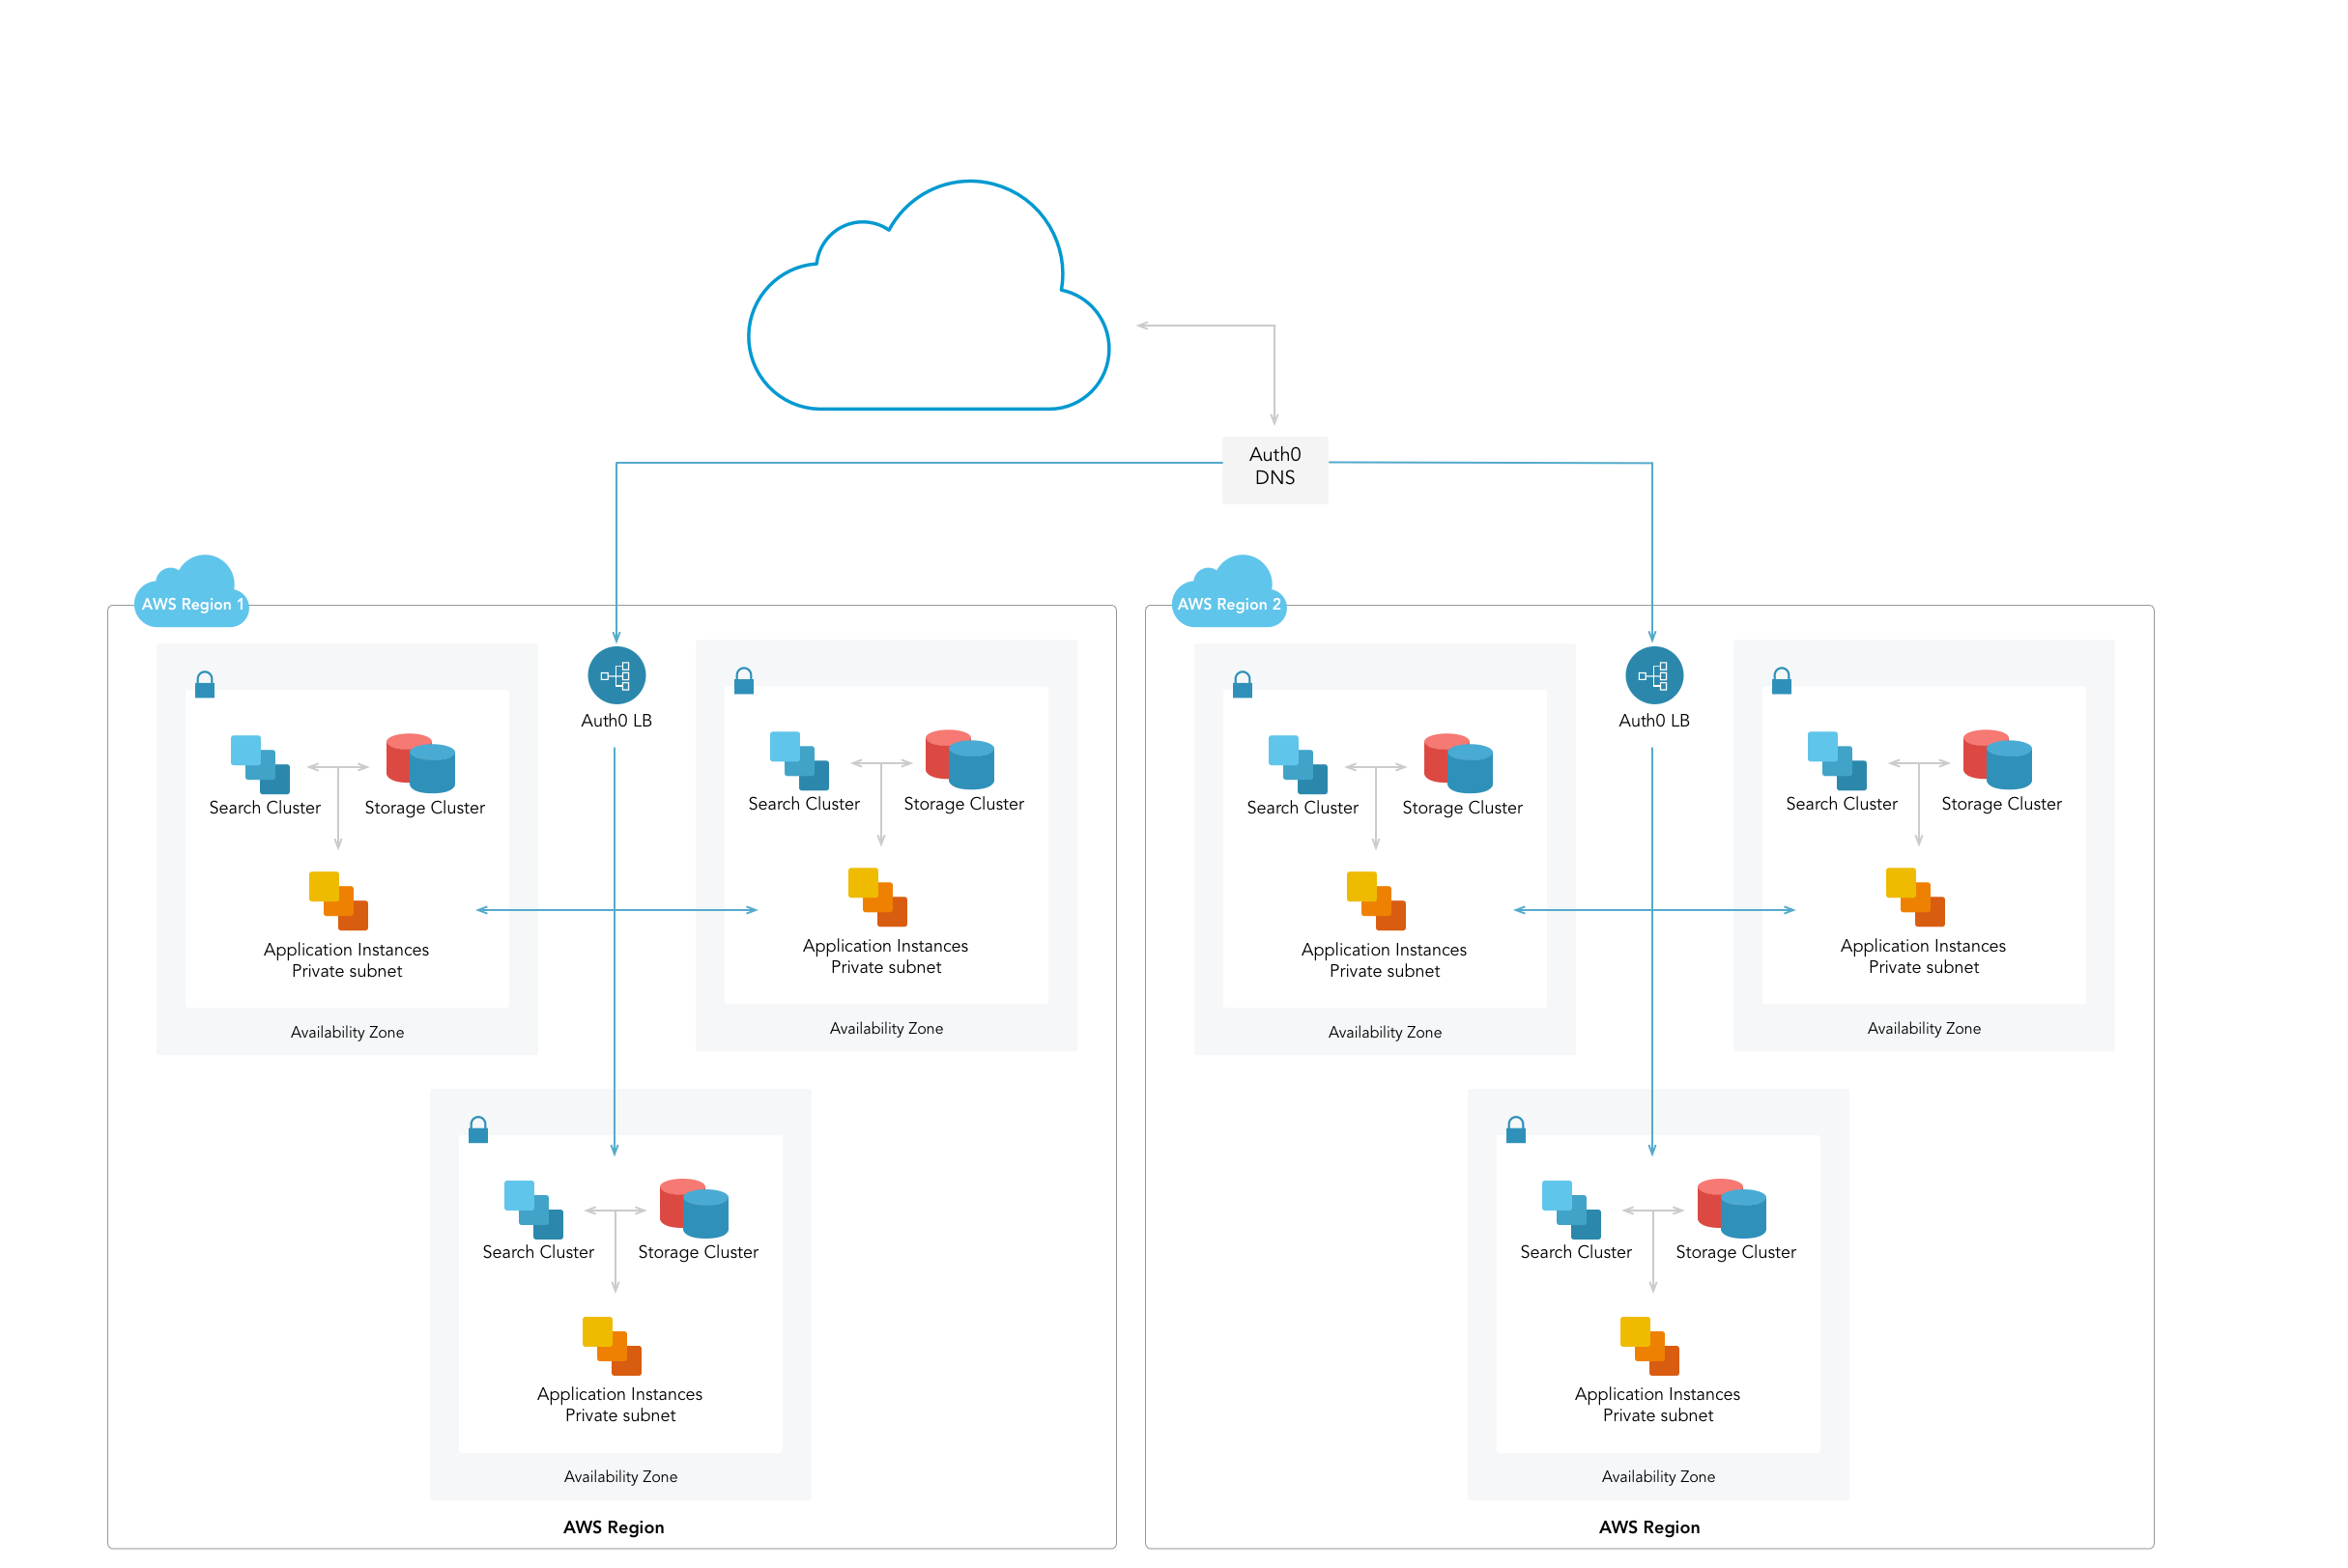 Auth0
DNS
AWS Region 1
AWS Region 2
Auth0 LB
Search Cluster
Storage Cluster
Application Instances
Private subnet
Availability Zone
Search Cluster
Storage Cluster
Application Instances
Private subnet
Availability Zone
Search Cluster
Storage Cluster
Application Instances
Private subnet
Availability Zone
AWS Region
Auth0 LB
Search Cluster
Storage Cluster
Application Instances
Private subnet
Availability Zone
Search Cluster
Storage Cluster
Application Instances
Private subnet
Availability Zone
Search Cluster
Storage Cluster
Application Instances
Private subnet
Availability Zone
AWS Region